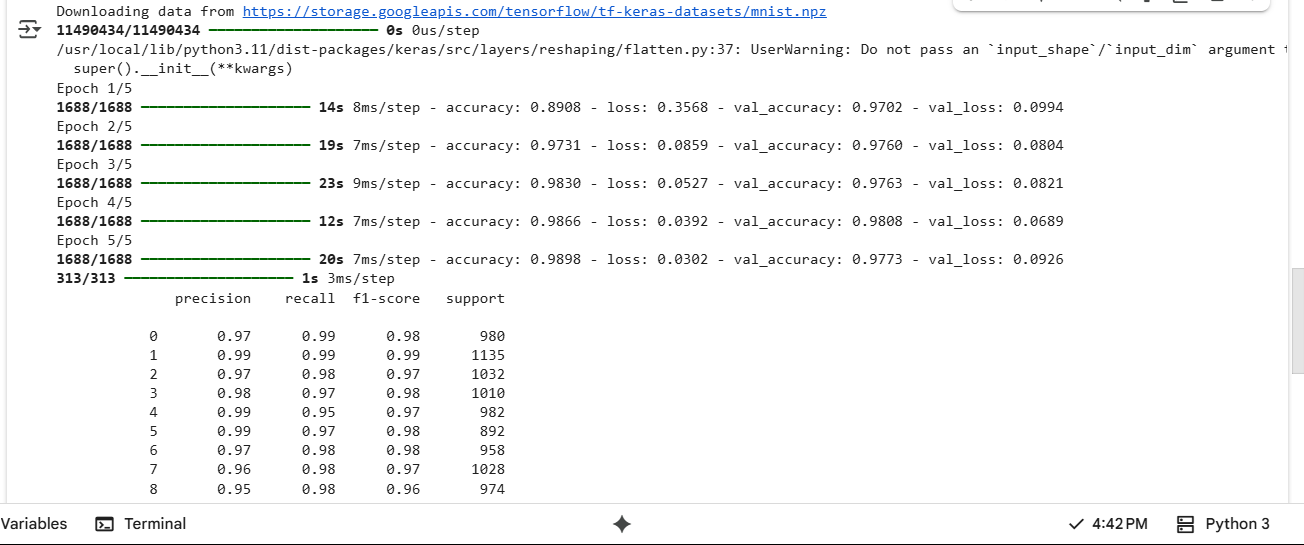 Downloading data from https://storage.googleapis.com/tensorflow/tf-keras-datasets/mnist.npz
11490434/11490434 ━━━━━━━━━━━━━━━━━━━━ 0s 0us/step
/usr/local/lib/python3.11/dist-packages/keras/src/layers/reshaping/flatten.py:37: UserWarning: Do not pass an `input_shape`/`input_dim` argument
super().__init__(**kwargs)
Epoch 1/5
1688/1688 ━━━━━━━━━━━━━━━━━━━━ 14s 8ms/step - accuracy: 0.8908 - loss: 0.3568 - val_accuracy: 0.9702 - val_loss: 0.0994
Epoch 2/5
1688/1688 ━━━━━━━━━━━━━━━━━━━━ 19s 7ms/step - accuracy: 0.9731 - loss: 0.0859 - val_accuracy: 0.9760 - val_loss: 0.0804
Epoch 3/5
1688/1688 ━━━━━━━━━━━━━━━━━━━━ 23s 9ms/step - accuracy: 0.9830 - loss: 0.0527 - val_accuracy: 0.9763 - val_loss: 0.0821
Epoch 4/5
1688/1688 ━━━━━━━━━━━━━━━━━━━━ 12s 7ms/step - accuracy: 0.9866 - loss: 0.0392 - val_accuracy: 0.9808 - val_loss: 0.0689
Epoch 5/5
1688/1688 ━━━━━━━━━━━━━━━━━━━━ 20s 7ms/step - accuracy: 0.9898 - loss: 0.0302 - val_accuracy: 0.9773 - val_loss: 0.0926
313/313 ━━━━━━━━━━━━━━━━━━━━ 1s 3ms/step
precision recall f1-score support
0 0.97 0.99 0.98 980
1 0.99 0.99 0.99 1135
2 0.97 0.98 0.97 1032
3 0.98 0.97 0.98 1010
4 0.99 0.95 0.97 982
5 0.99 0.97 0.98 892
6 0.97 0.98 0.98 958
7 0.96 0.98 0.97 1028
8 0.95 0.98 0.96 974
Variables Terminal 4:42 PM Python 3